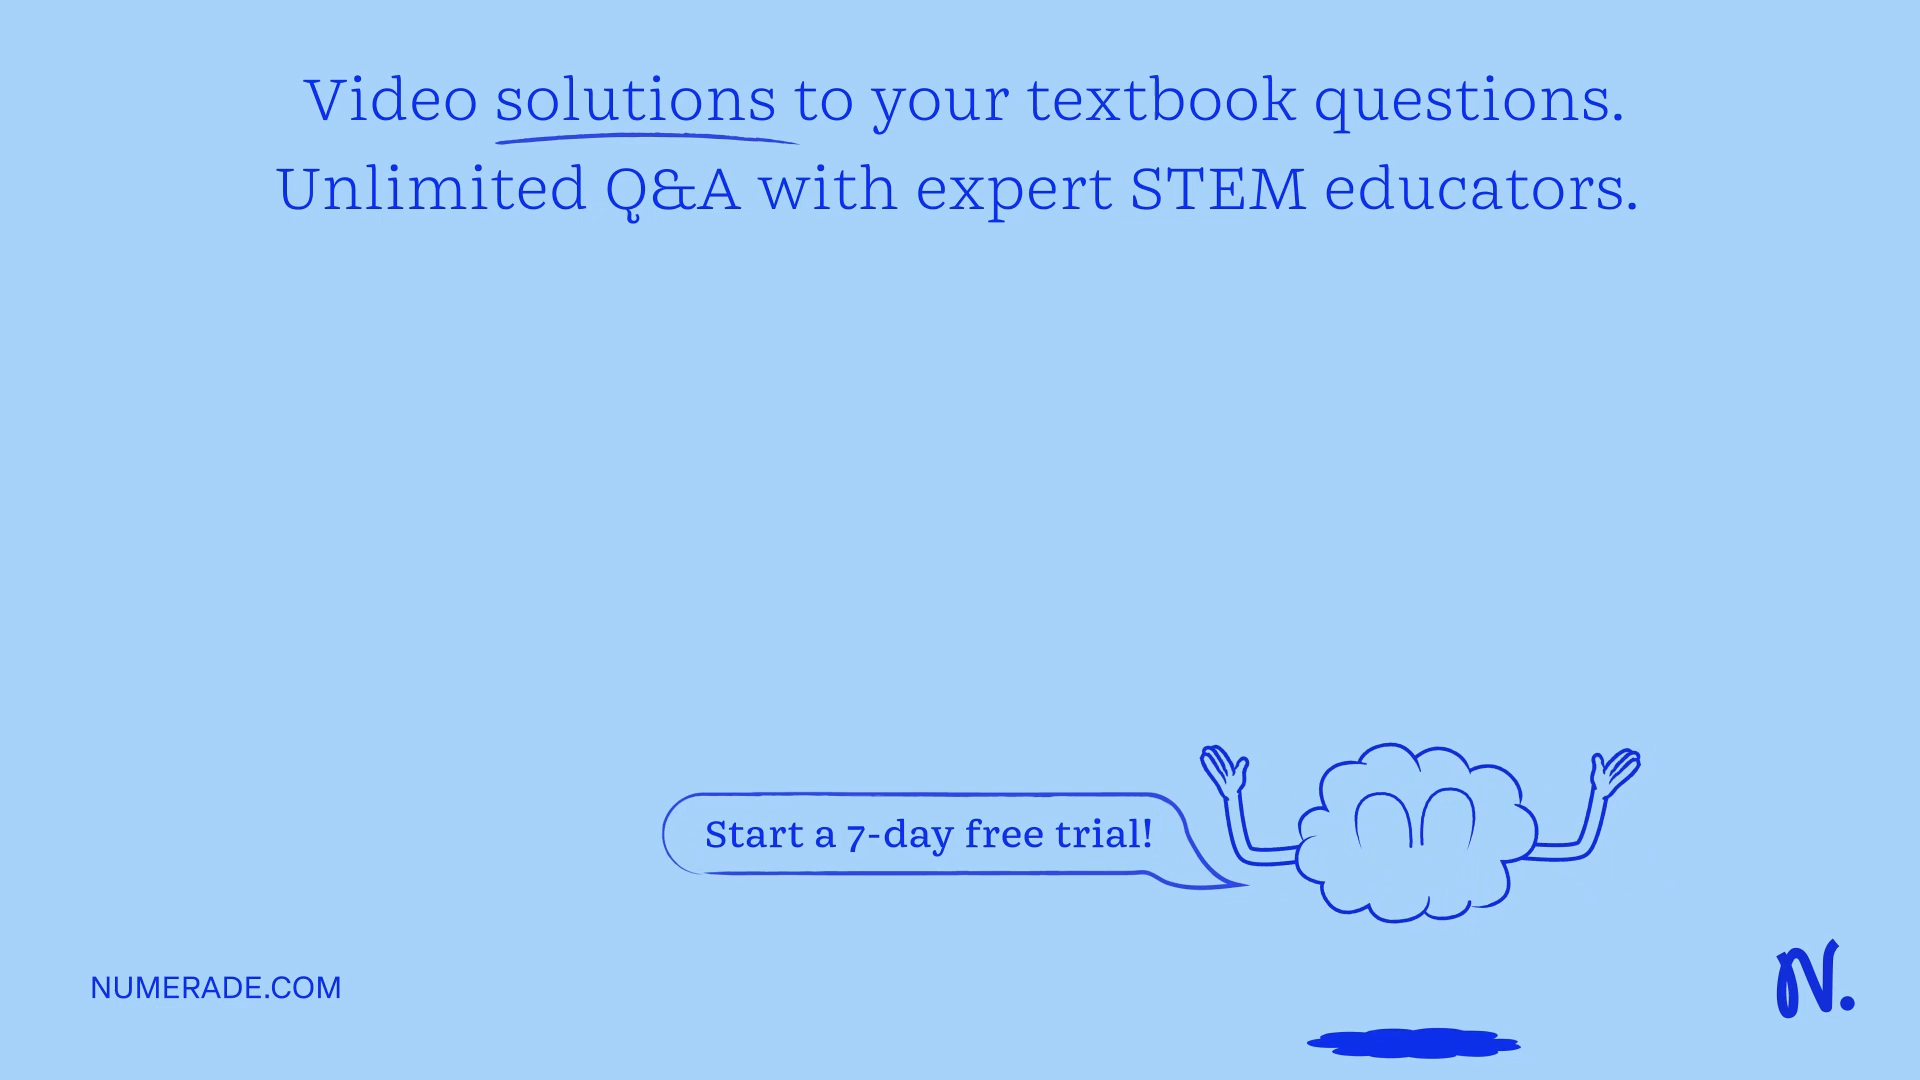 Video solutions to your textbook questions.
Unlimited Q&A with expert STEM educators.
Start a 7-day free trial!
NUMERADE.COM
N.